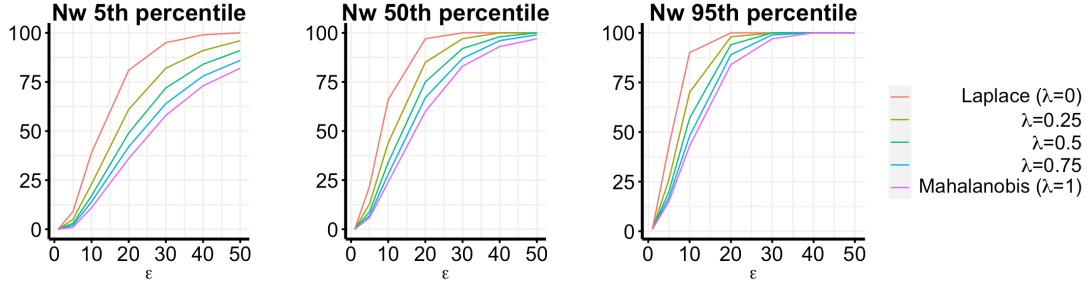 Nw 5th percentile
100
75
50
25
0
0 10 20 30 40 50
ε
Nw 50th percentile
100
75
50
25
0
0 10 20 30 40 50
ε
Nw 95th percentile
100
75
50
25
0
0 10 20 30 40 50
ε
Laplace (λ=0)
λ=0.25
λ=0.5
λ=0.75
Mahalanobis (λ=1)